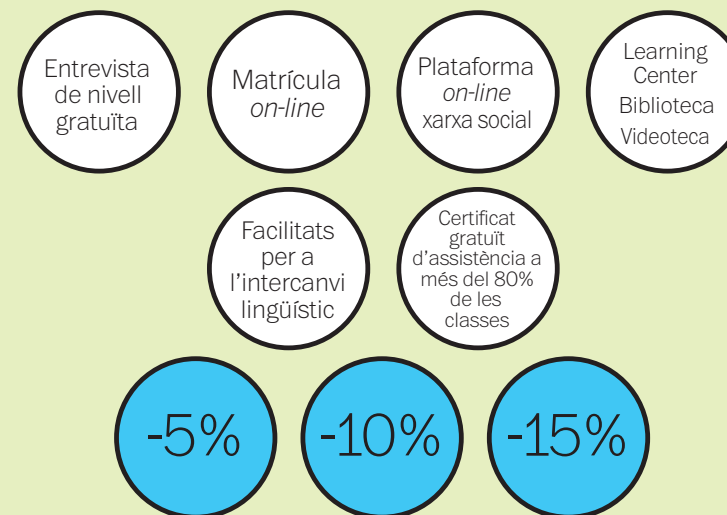 Entrevista
de nivell
gratuïta
Matrícula
on-line
Plataforma
on-line
xarxa social
Learning
Center
Biblioteca
Videoteca
Facilitats
per a
l’intercanvi
lingüístic
Certificat
gratuït
d’assistència a
més del 80%
de les
classes
-5%
-10%
-15%